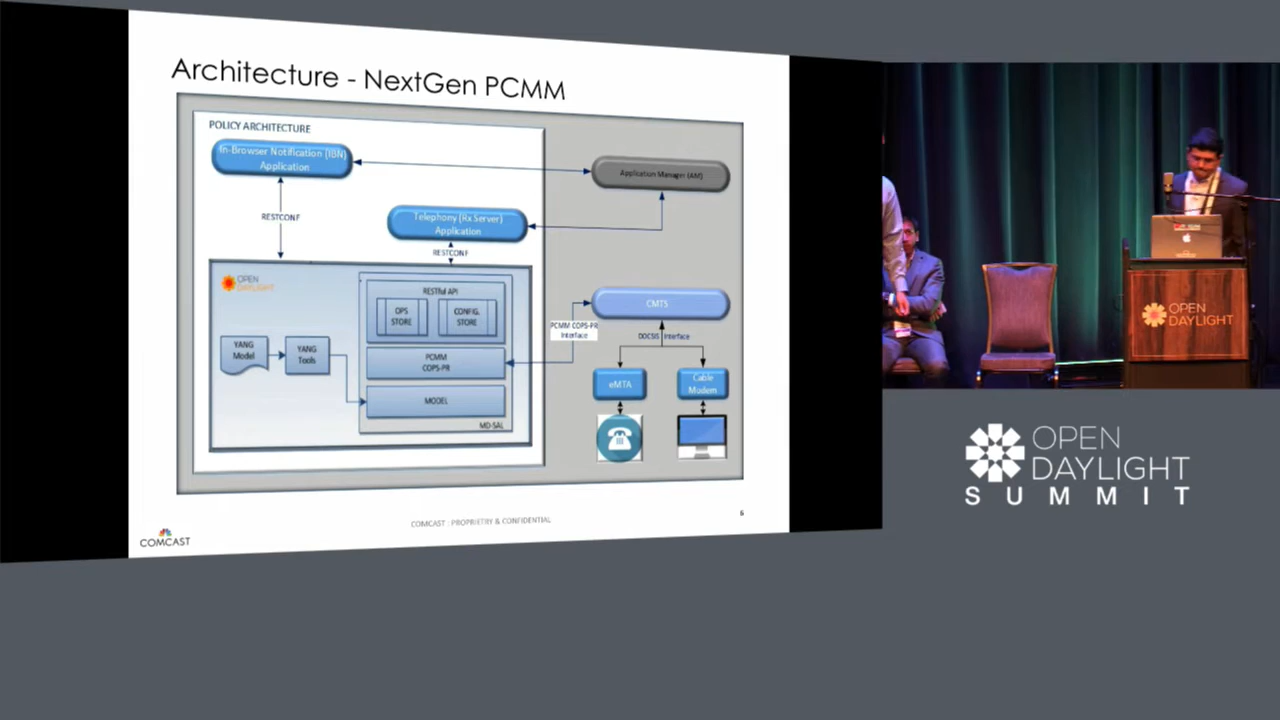 Architecture - NextGen PCMM
POLICY ARCHITECTURE
In-Browser Notification (IBN)
Application
Application Manager (AM)
RESTCONF
Telephony (Rx Server)
Application
RESTCONF
OPEN
DAYLIGHT
RESTful API
OPS
STORE
CONFIG.
STORE
CMTS
PCMM COPS-PR
Interface
DOCSIS Interface
YANG
Model
YANG
Tools
PCMM
COPS-PR
eMTA
Cable
Modem
MODEL
MD-SAL
COMCAST : PROPRIETRY & CONFIDENTIAL
6
COMCAST
OPEN
DAYLIGHT
OPEN
DAYLIGHT
SUMMIT